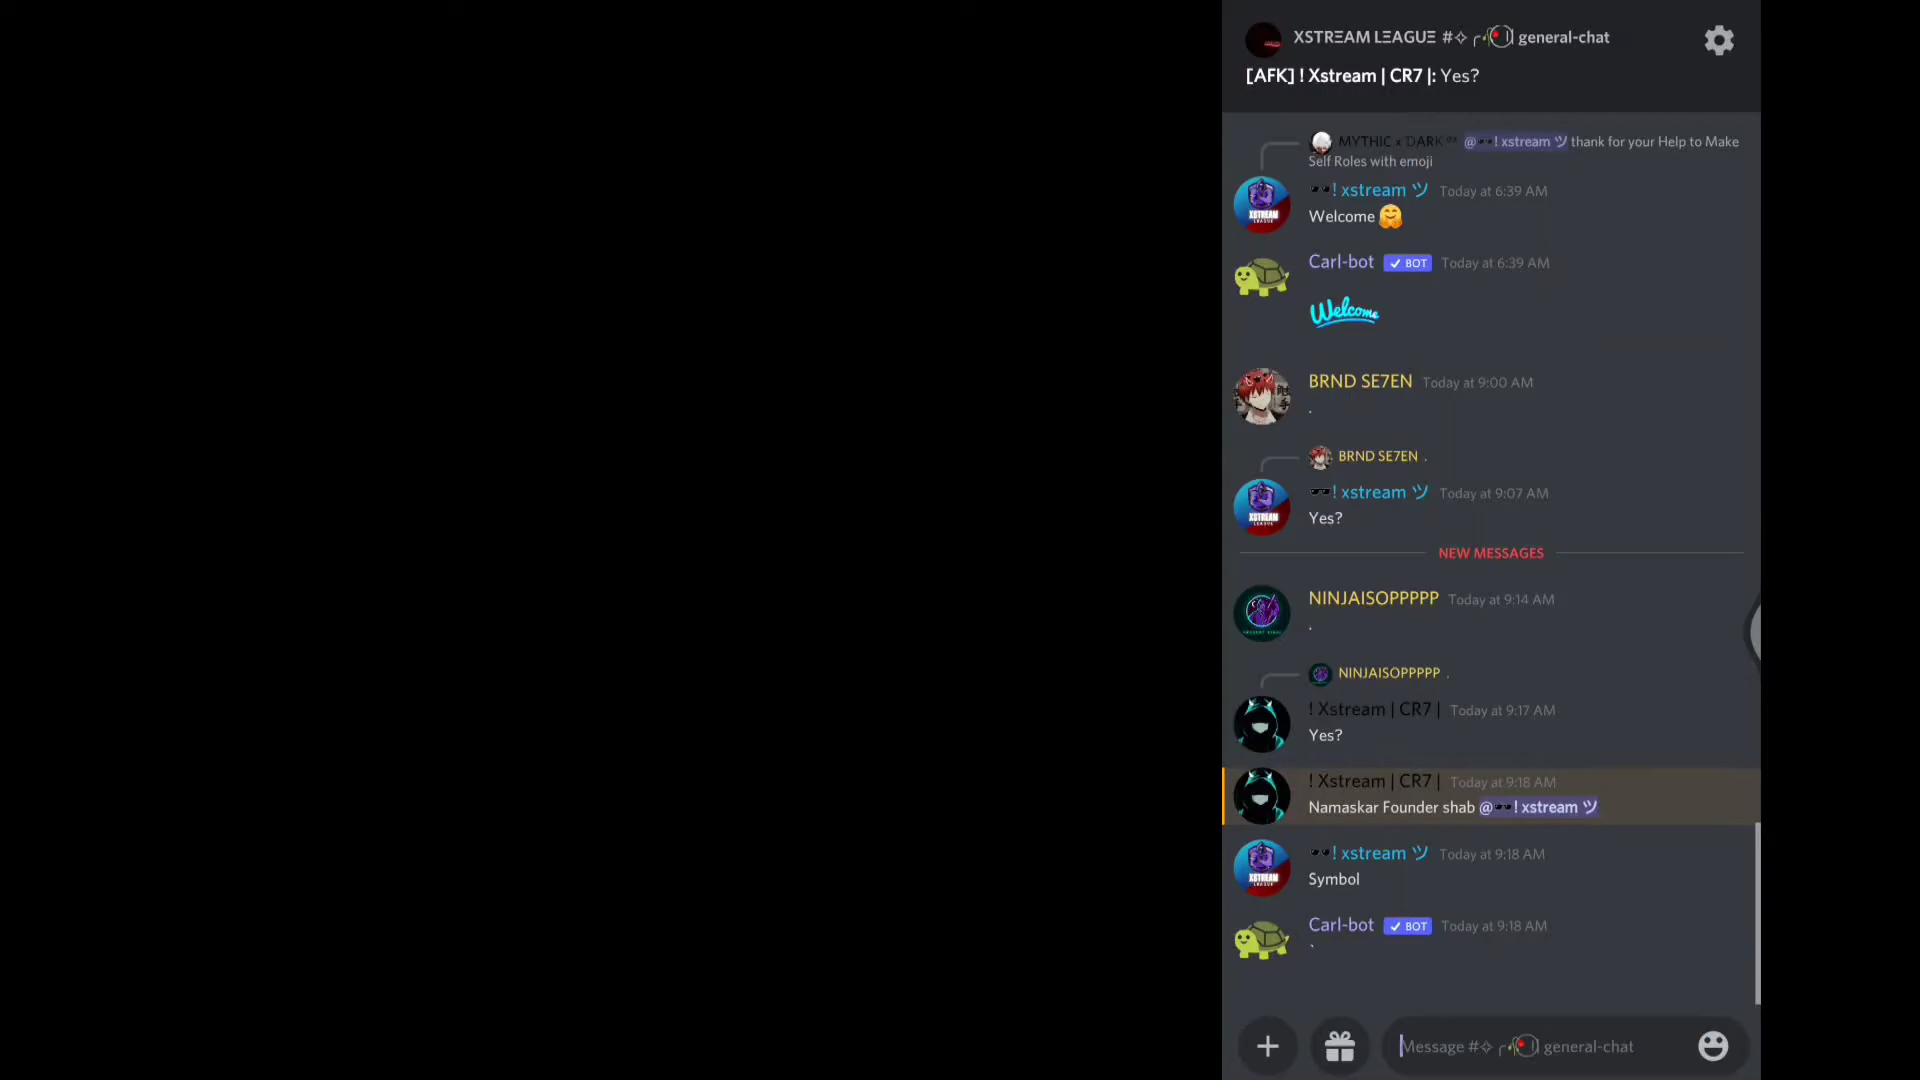 XSTRΞAM LΞAGUΞ #✧ general-chat
[AFK] ! Xstream | CR7 |: Yes?
MYTHIC x DARK @🕶! xstream ツ thank for your Help to Make
Self Roles with emoji
🕶! xstream ツ Today at 6:39 AM
Welcome 🤗
Carl-bot ✓ BOT Today at 6:39 AM
Welcome
BRND SE7EN Today at 9:00 AM
.
BRND SE7EN .
🕶! xstream ツ Today at 9:07 AM
XSTREAM
LEAGUE
Yes?
NEW MESSAGES
NINJAISOPPPPP Today at 9:14 AM
.
NINJAISOPPPPP .
! Xstream | CR7 | Today at 9:17 AM
Yes?
! Xstream | CR7 | Today at 9:18 AM
Namaskar Founder shab @🕶! xstream ツ
🕶! xstream ツ Today at 9:18 AM
XSTREAM
LEAGUE
Symbol
Carl-bot ✓ BOT Today at 9:18 AM
`
Message #✧ general-chat